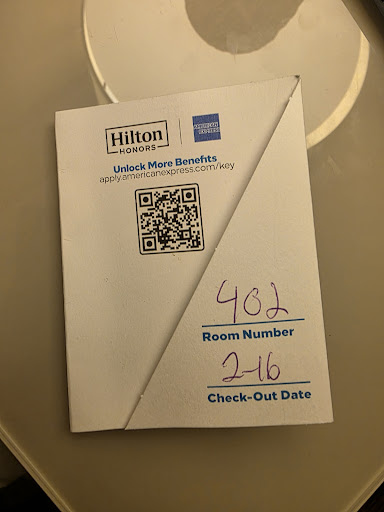 Hilton
HONORS
AMERICAN EXPRESS
Unlock More Benefits
apply.americanexpress.com/key
402
Room Number
2-16
Check-Out Date